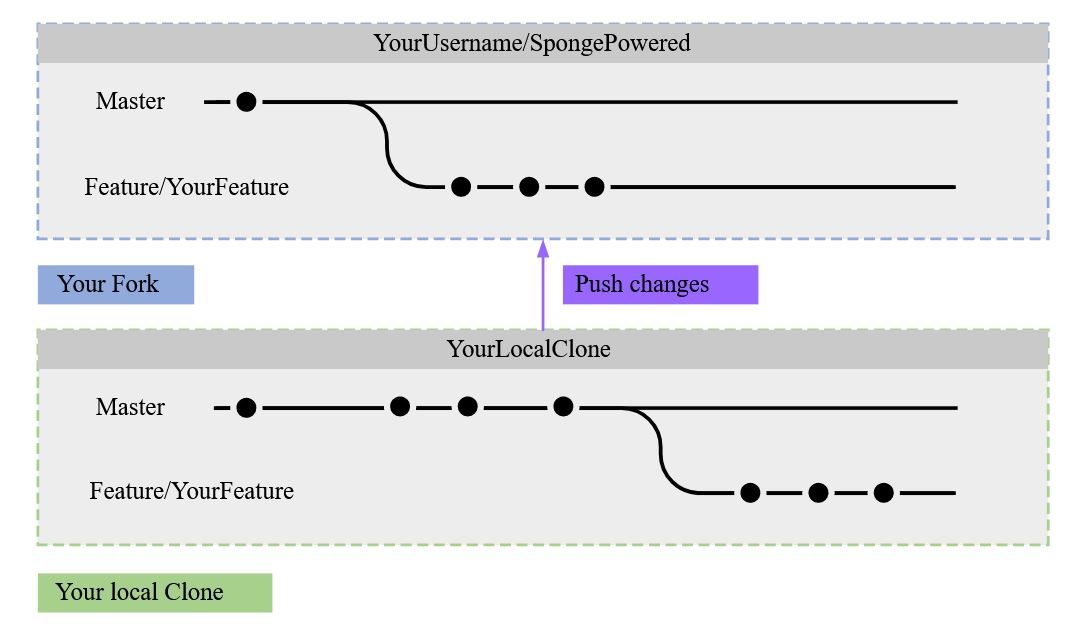 YourUsername/SpongePowered
Master
Feature/YourFeature
Your Fork
Push changes
YourLocalClone
Master
Feature/YourFeature
Your local Clone